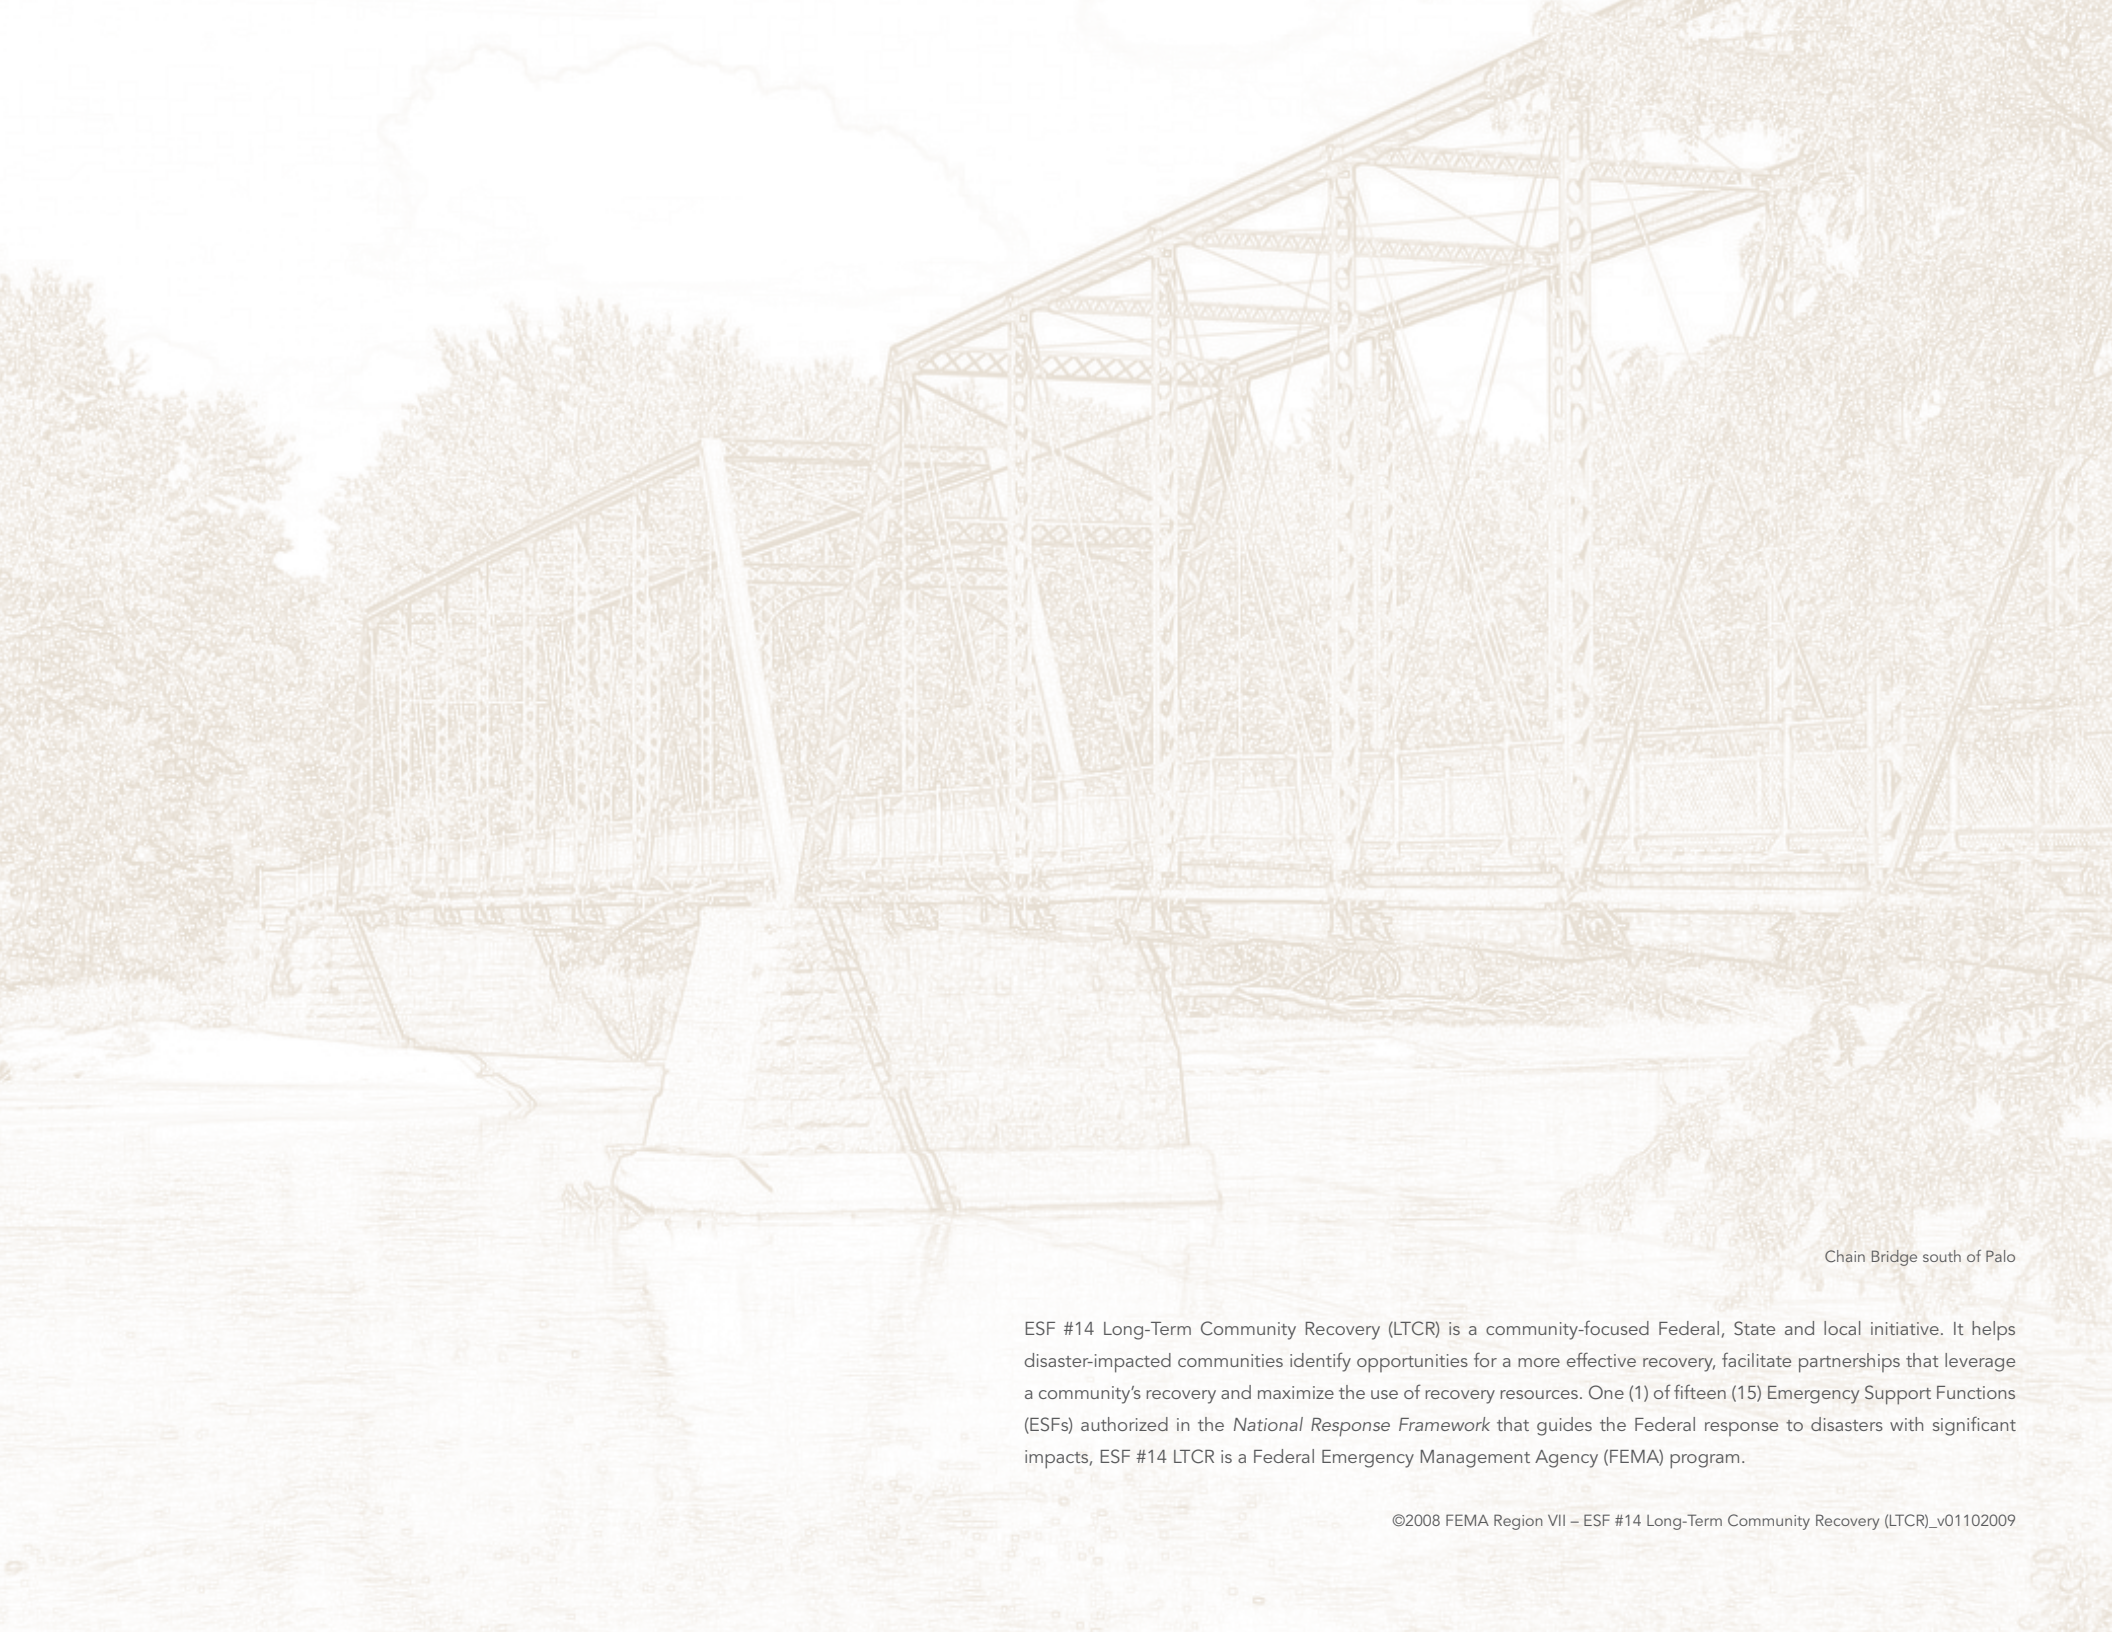 Chain Bridge south of Palo
ESF #14 Long-Term Community Recovery (LTCR) is a community-focused Federal, State and local initiative. It helps
disaster-impacted communities identify opportunities for a more effective recovery, facilitate partnerships that leverage
a community’s recovery and maximize the use of recovery resources. One (1) of fifteen (15) Emergency Support Functions
(ESFs) authorized in the National Response Framework that guides the Federal response to disasters with significant
impacts, ESF #14 LTCR is a Federal Emergency Management Agency (FEMA) program.
©2008 FEMA Region VII – ESF #14 Long-Term Community Recovery (LTCR)_v01102009